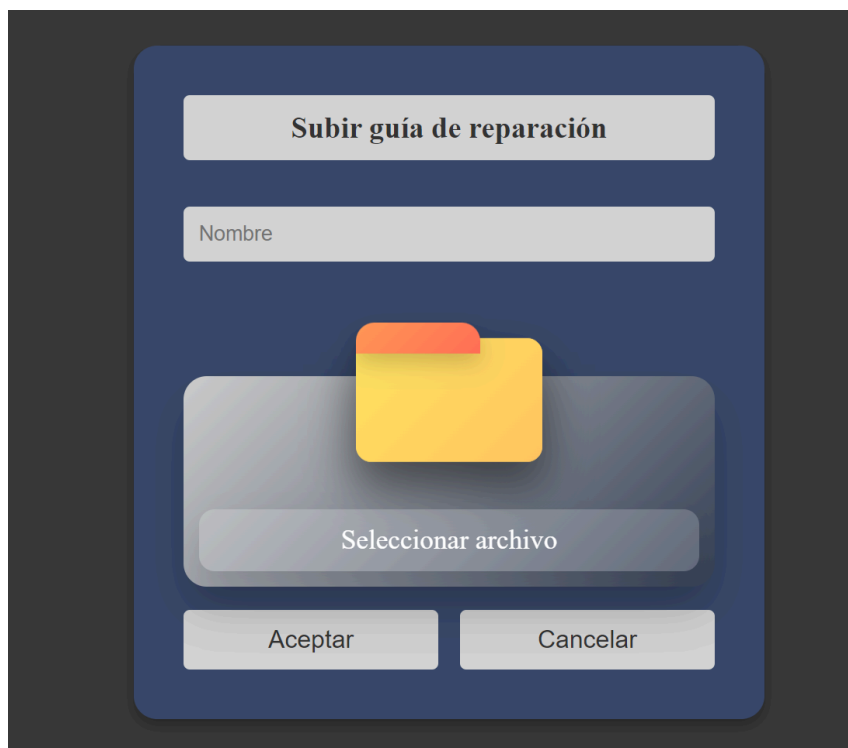 Subir guía de reparación
Nombre
Seleccionar archivo
Aceptar
Cancelar